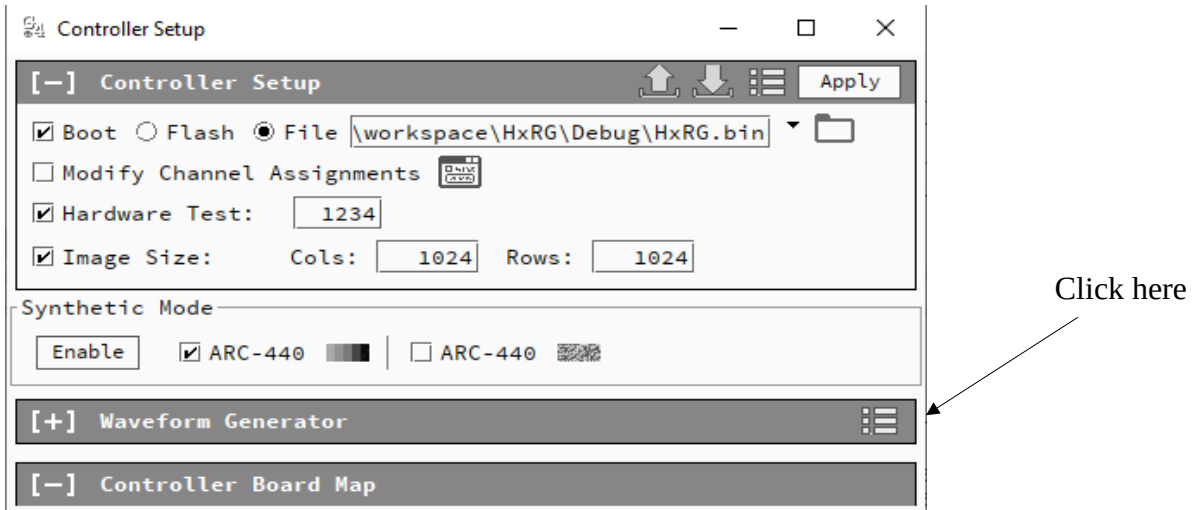 Controller Setup
[−] Controller Setup Apply
Boot Flash File \workspace\HxRG\Debug\HxRG.bin
Modify Channel Assignments
Hardware Test: 1234
Image Size: Cols: 1024 Rows: 1024
Click here
Synthetic Mode
Enable ARC-440 ARC-440
[+] Waveform Generator
[−] Controller Board Map